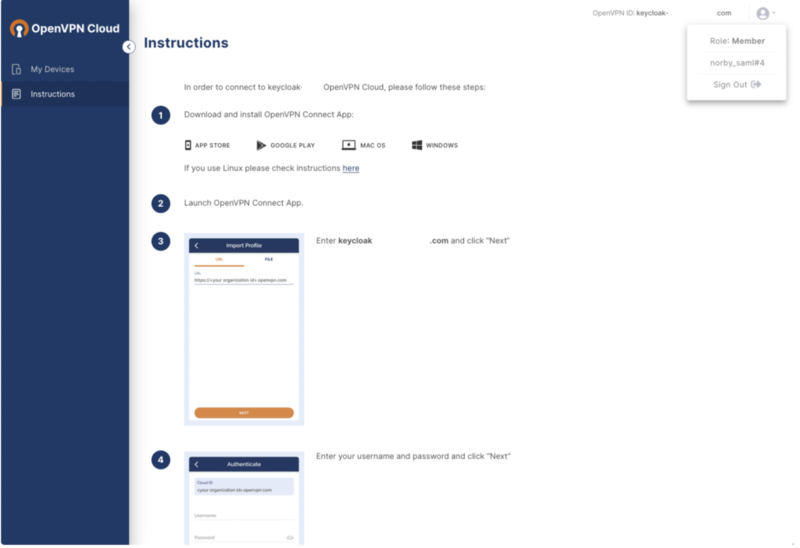 OpenVPN Cloud
My Devices
Instructions
OpenVPN ID: keycloak- com
Role: Member
norby_saml#4
Sign Out
Instructions
In order to connect to keycloak- OpenVPN Cloud, please follow these steps:
1 Download and install OpenVPN Connect App:
APP STORE GOOGLE PLAY MAC OS WINDOWS
If you use Linux please check instructions here
2 Launch OpenVPN Connect App.
3 Enter keycloak .com and click "Next"
Import Profile
URL FILE
URL
https://<your organization id>.openvpn.com
NEXT
4 Enter your username and password and click "Next"
Authenticate
Cloud ID
<your organization id>.openvpn.com
Username
Password